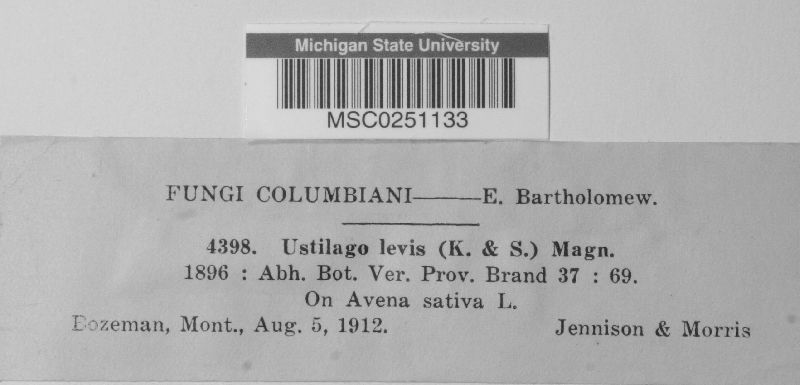 Michigan State University
MSC0251133
FUNGI COLUMBIANI——E. Bartholomew.
4398. Ustilago levis (K. & S.) Magn.
1896 : Abh. Bot. Ver. Prov. Brand 37 : 69.
On Avena sativa L.
Bozeman, Mont., Aug. 5, 1912. Jennison & Morris